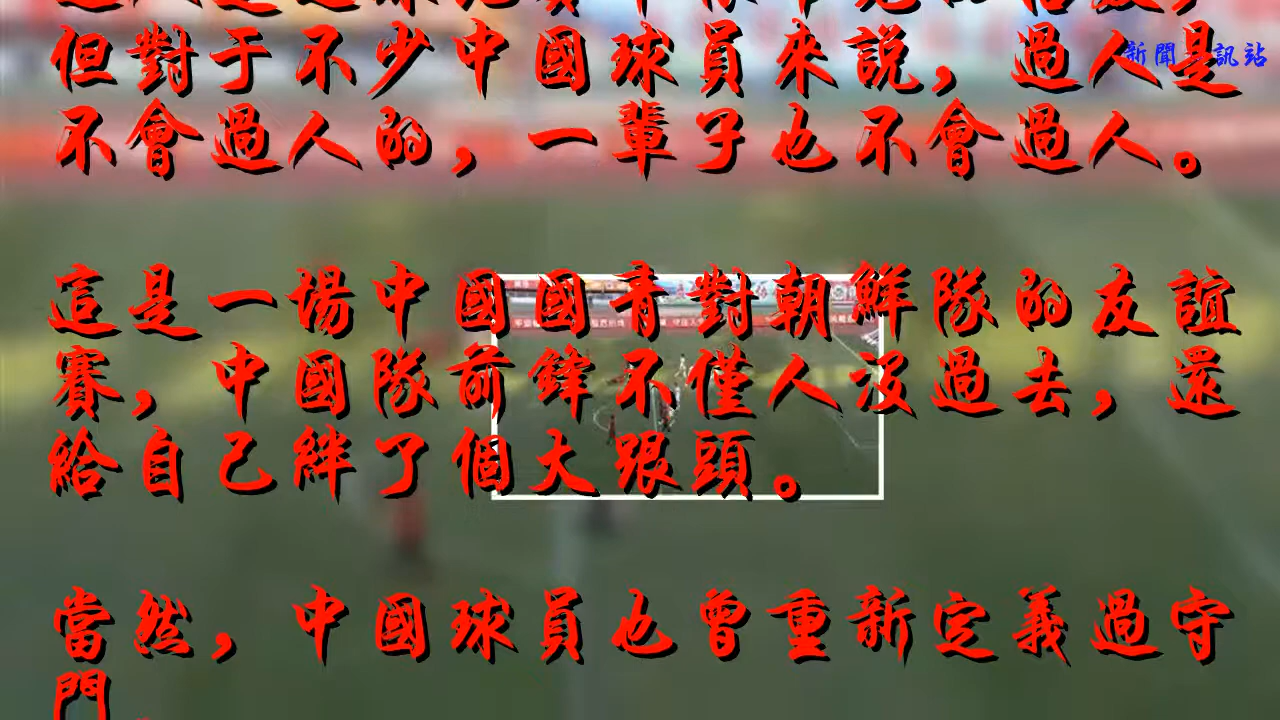 但對于不少中國球員來說，過人是
不會過人的，一輩子也不會過人。
這是一場中國國青對朝鮮隊的友誼
賽，中國隊前鋒不僅人沒過去，還
給自己絆了個大跟頭。
當然，中國球員也曾重新定義過守
門
新聞 訊站